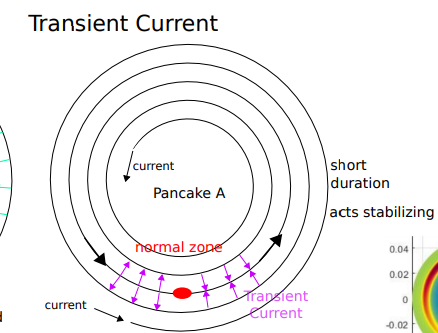 Transient Current
current
Pancake A
short
duration
acts stabilizing
normal zone
Transient
Current
current
0.04
0.02
0
-0.02